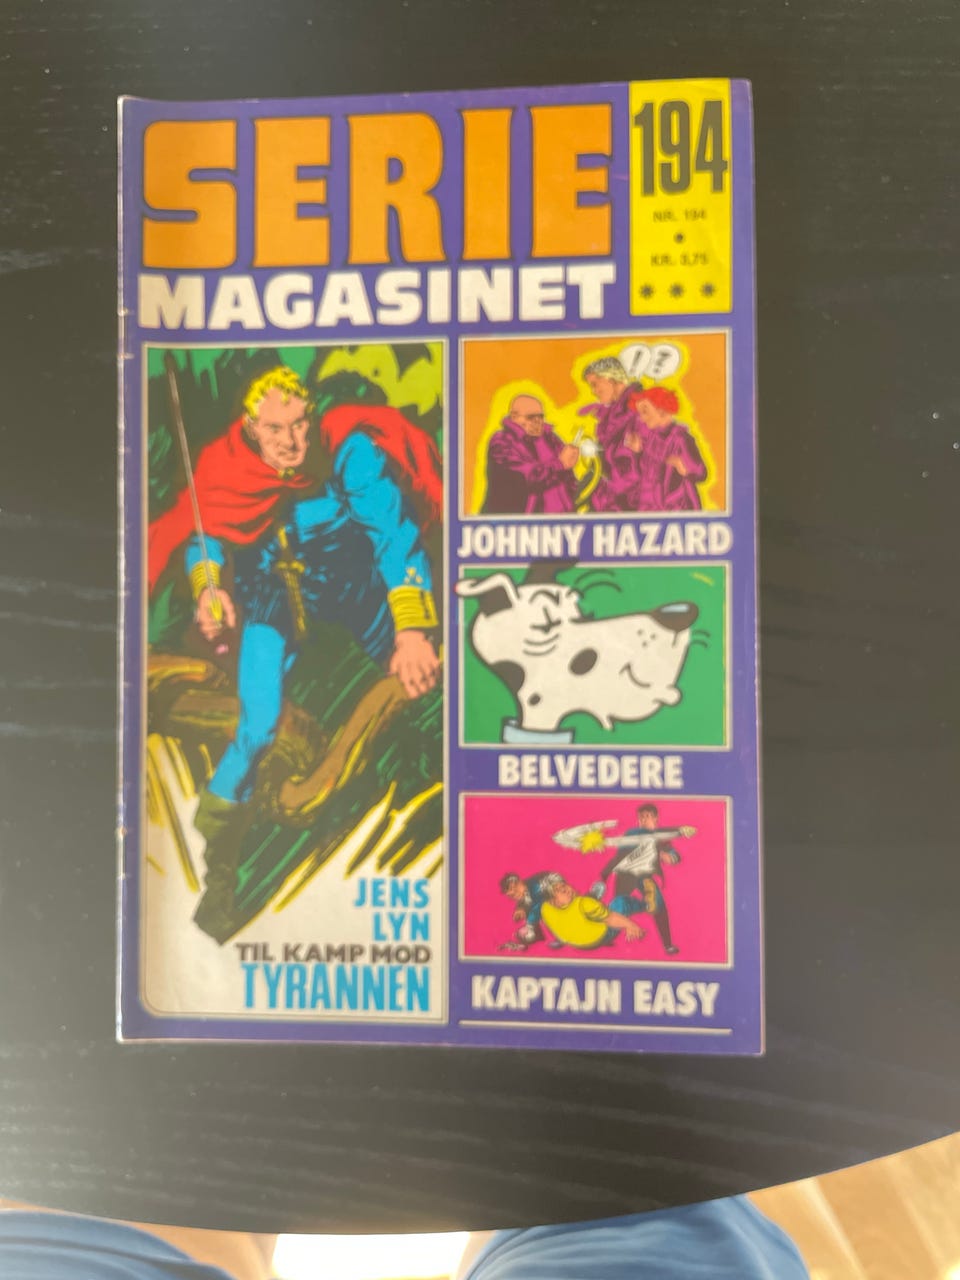 SERIE
MAGASINET
194
NR. 194
KR. 3,75
! ?
JOHNNY HAZARD
BELVEDERE
JENS
LYN
TIL KAMP MOD
TYRANNEN
KAPTAJN EASY